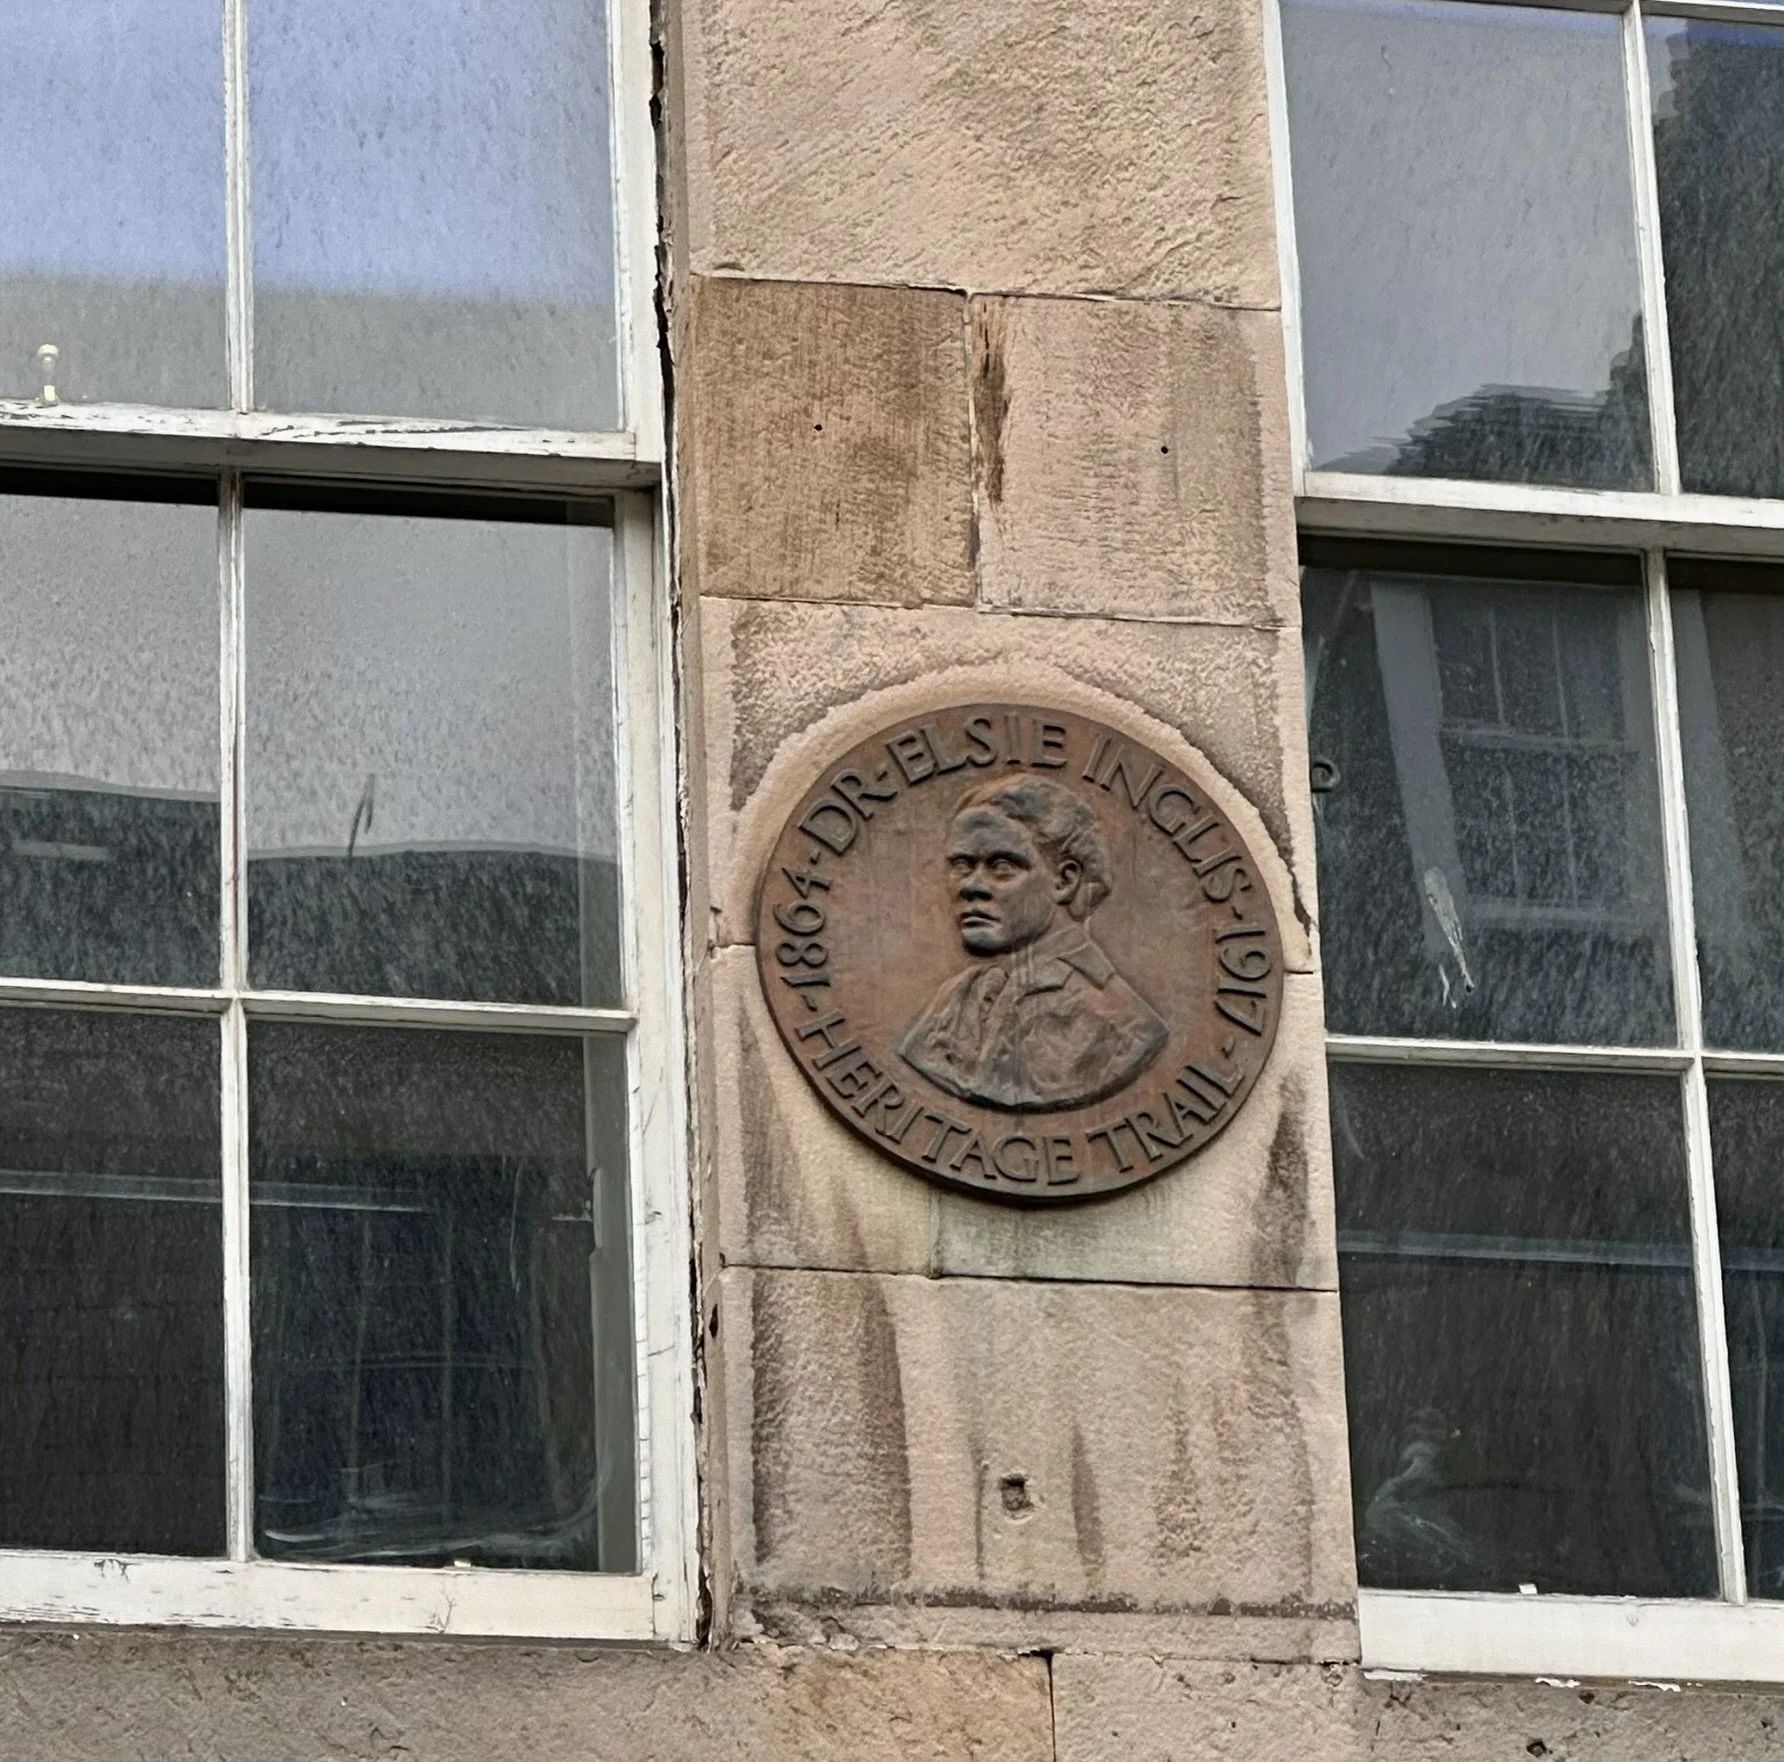 ·1864·DR·ELSIE INGLIS·1917·
HERITAGE TRAIL